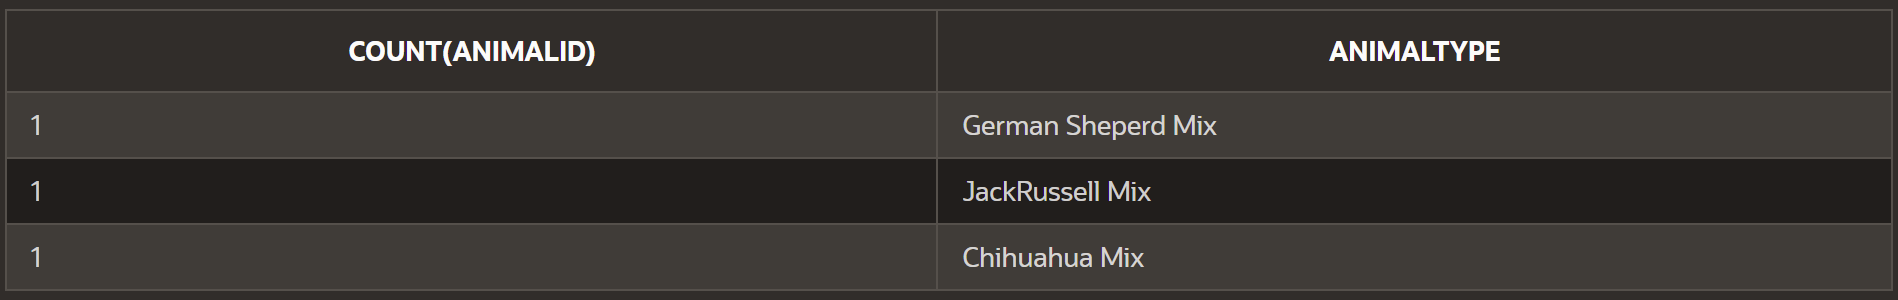 COUNT(ANIMALID) ANIMALTYPE
1 German Sheperd Mix
1 JackRussell Mix
1 Chihuahua Mix